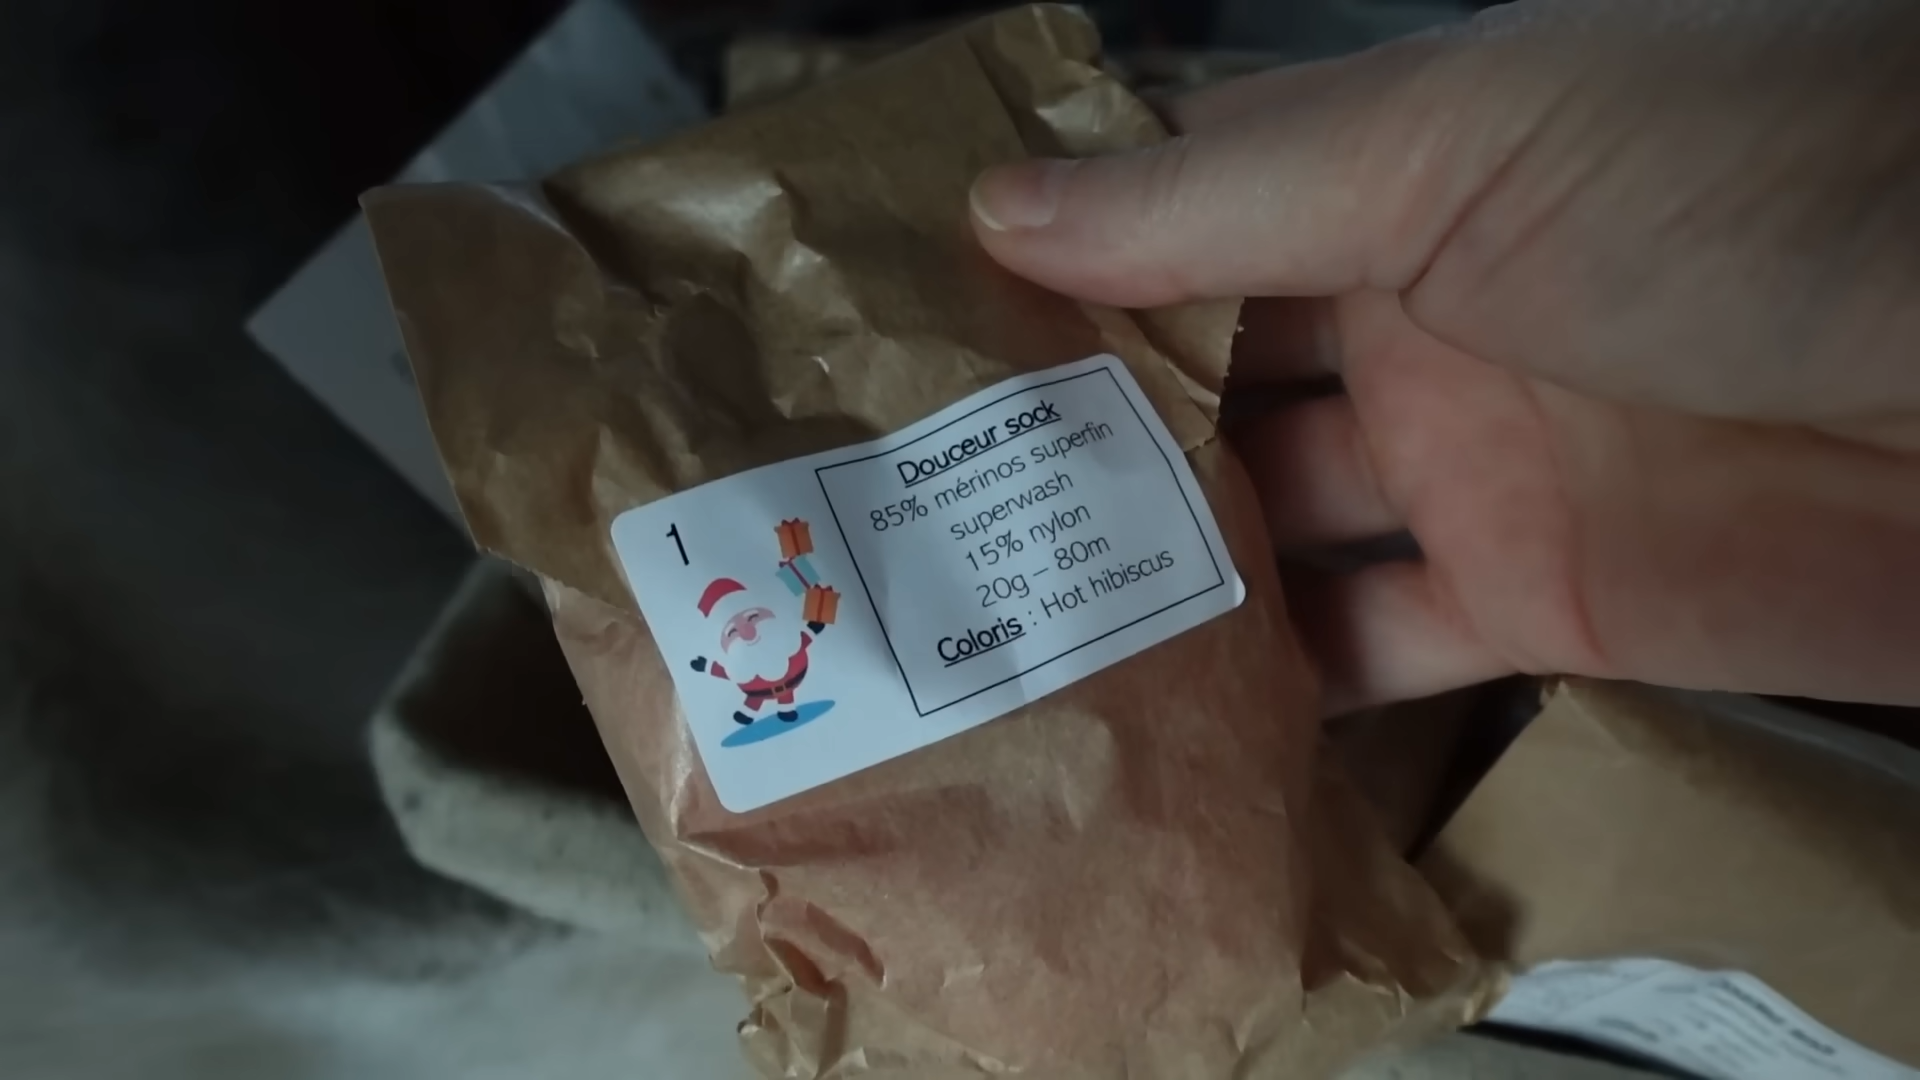 1
Douceur sock
85% mérinos superfin
superwash
15% nylon
20g – 80m
Coloris : Hot hibiscus